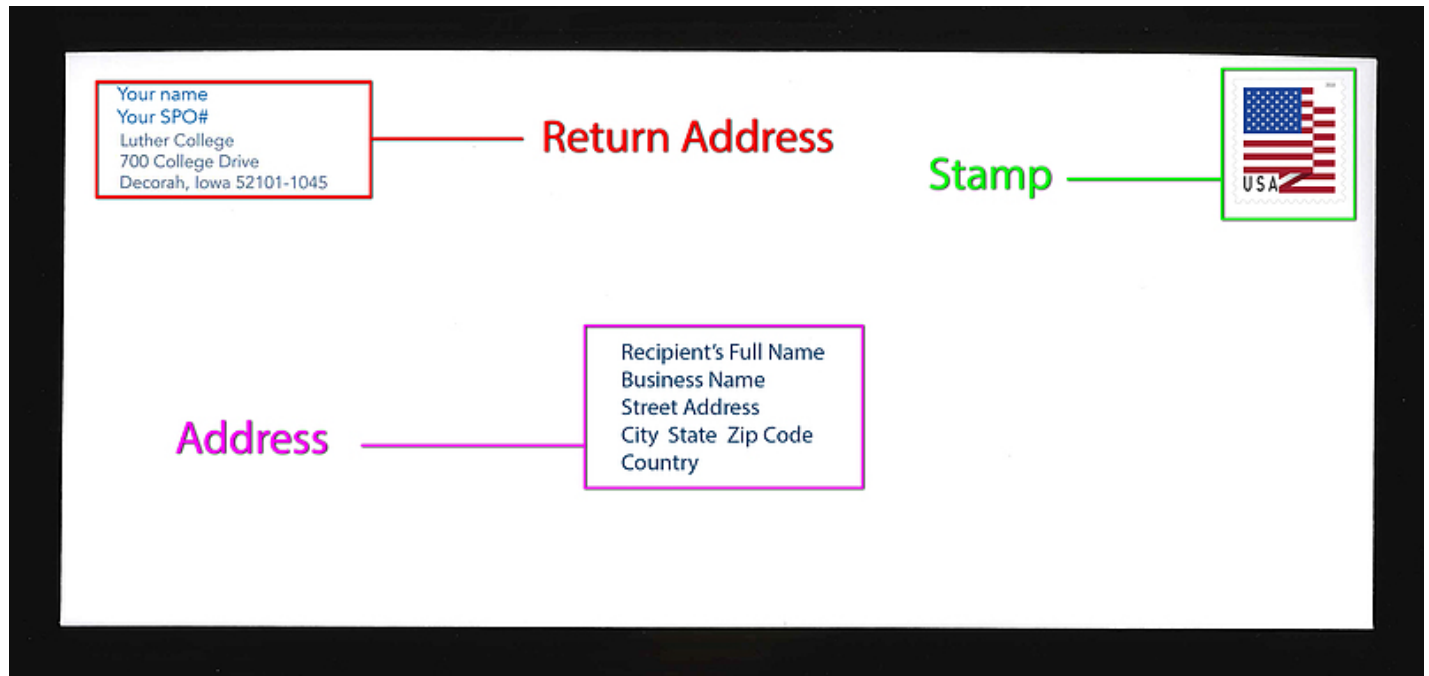 Your name
Your SPO#
Luther College
700 College Drive
Decorah, Iowa 52101-1045
Return Address
Stamp
USA
Recipient's Full Name
Business Name
Street Address
City State Zip Code
Country
Address